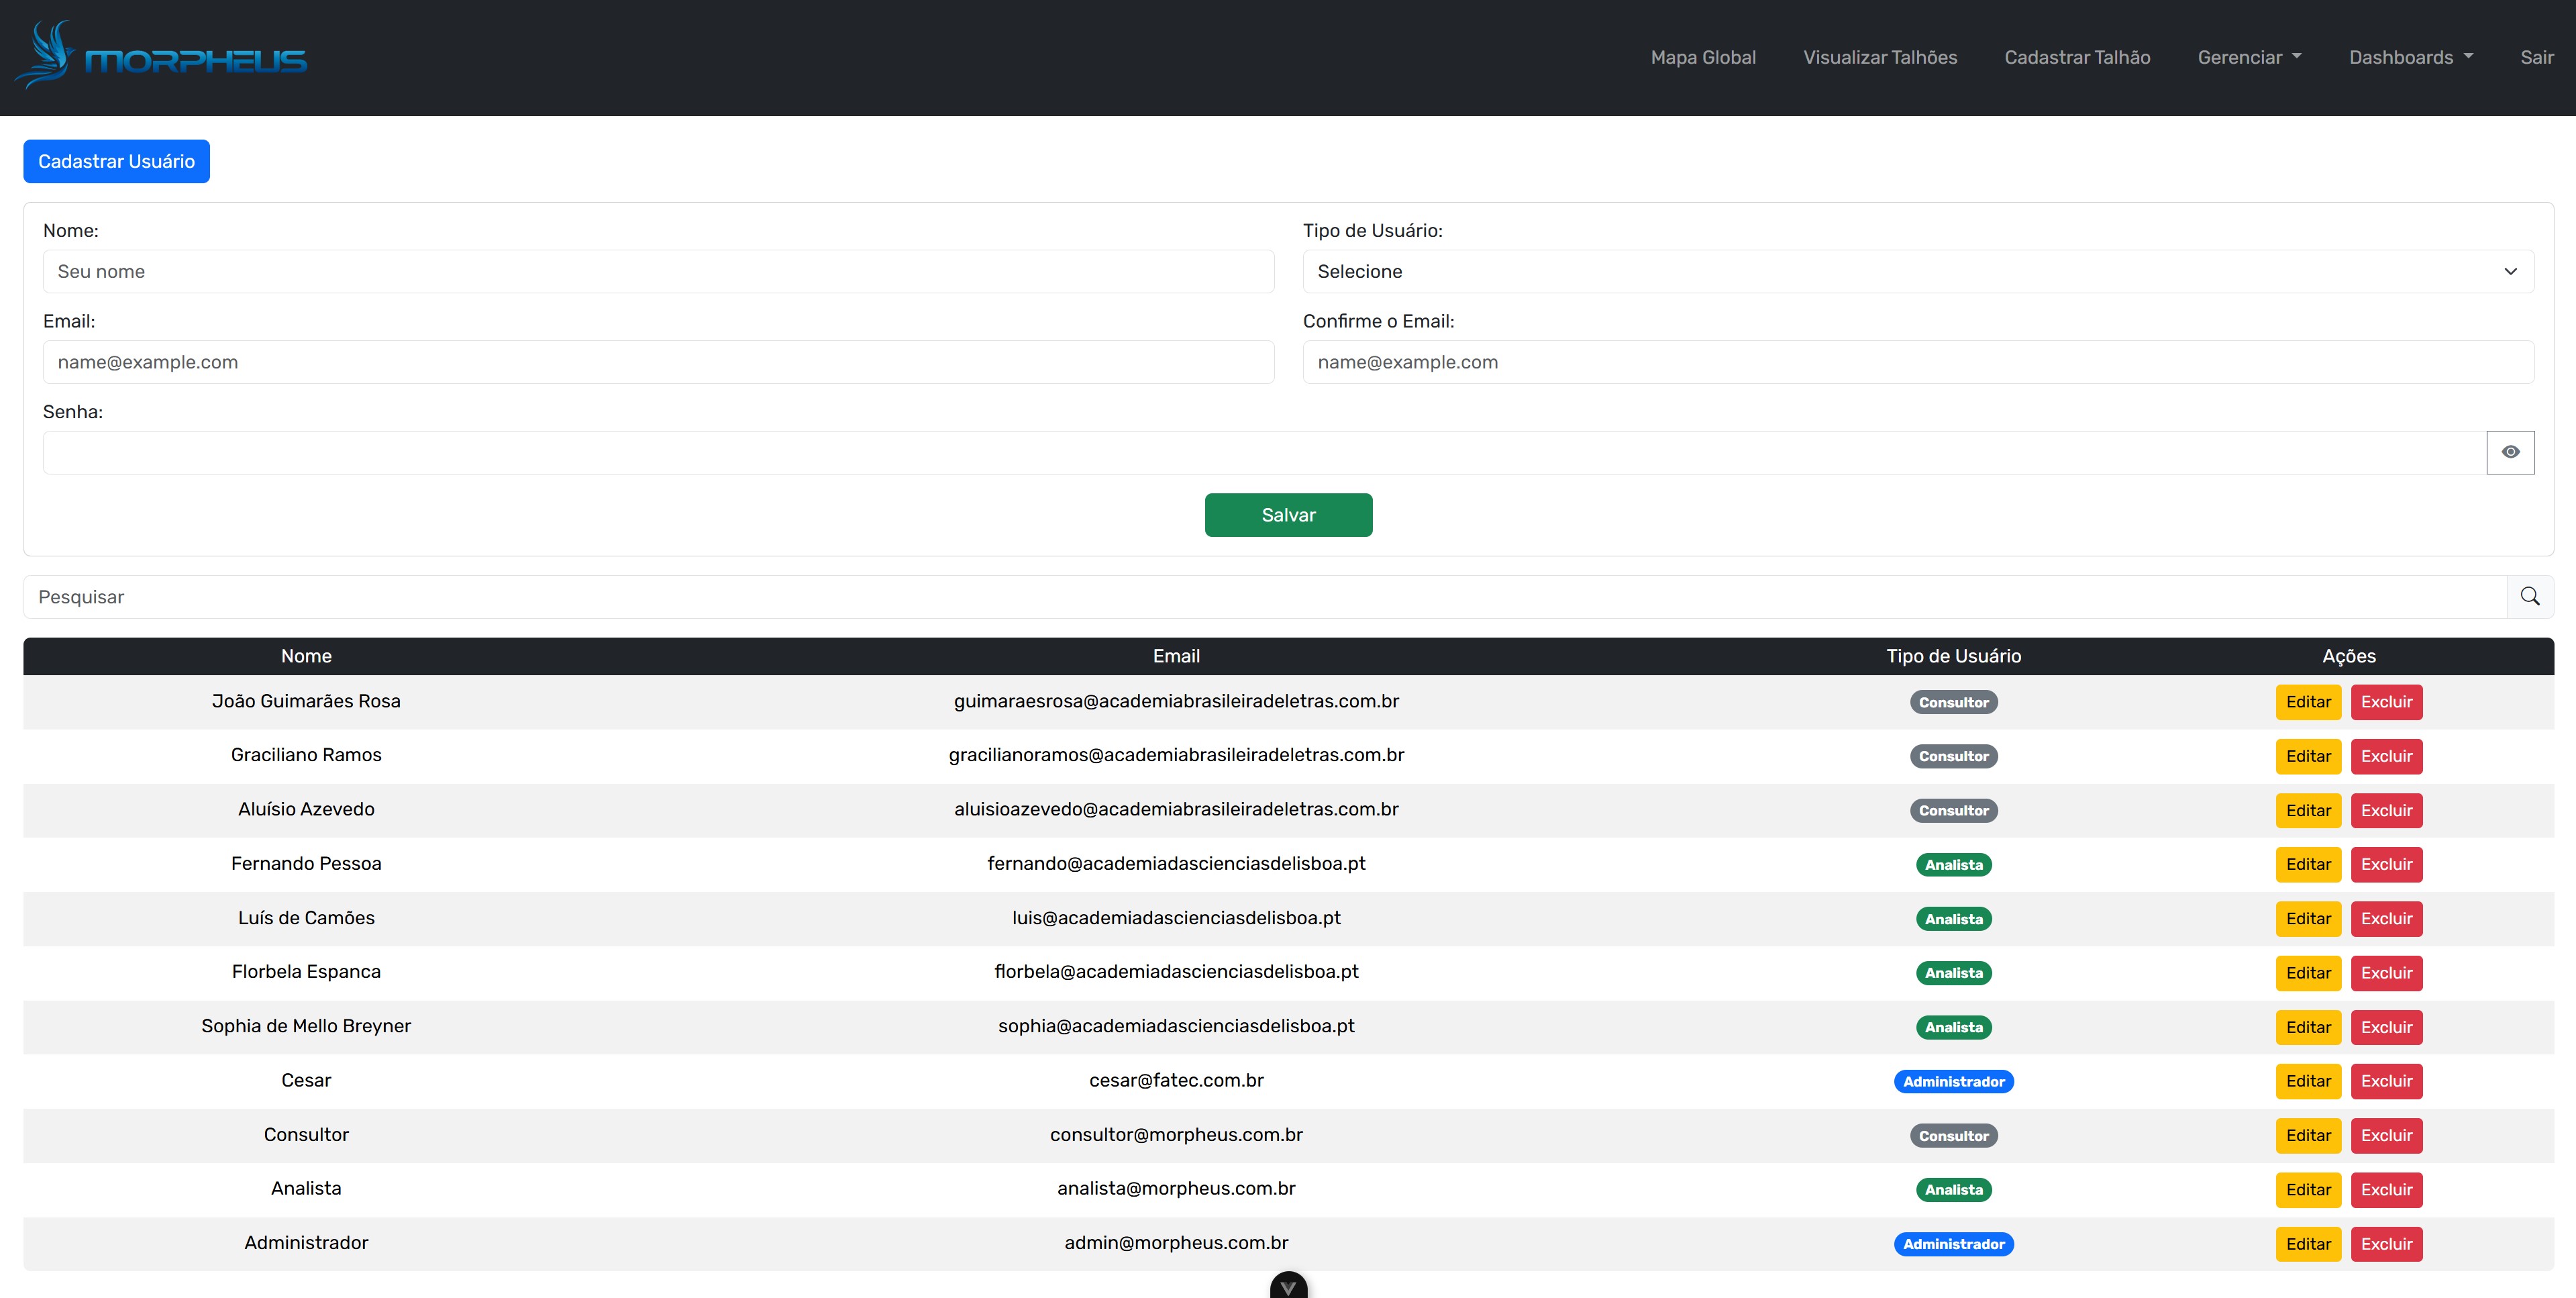 MORPHEUS Mapa Global Visualizar Talhões Cadastrar Talhão Gerenciar Dashboards Sair
Cadastrar Usuário
Nome: Tipo de Usuário:
Seu nome Selecione
Email: Confirme o Email:
name@example.com name@example.com
Senha:
Salvar
Pesquisar
Nome Email Tipo de Usuário Ações
João Guimarães Rosa guimaraesrosa@academiabrasileiradeletras.com.br Consultor Editar Excluir
Graciliano Ramos gracilianoramos@academiabrasileiradeletras.com.br Consultor Editar Excluir
Aluísio Azevedo aluisioazevedo@academiabrasileiradeletras.com.br Consultor Editar Excluir
Fernando Pessoa fernando@academiadascienciasdelisboa.pt Analista Editar Excluir
Luís de Camões luis@academiadascienciasdelisboa.pt Analista Editar Excluir
Florbela Espanca florbela@academiadascienciasdelisboa.pt Analista Editar Excluir
Sophia de Mello Breyner sophia@academiadascienciasdelisboa.pt Analista Editar Excluir
Cesar cesar@fatec.com.br Administrador Editar Excluir
Consultor consultor@morpheus.com.br Consultor Editar Excluir
Analista analista@morpheus.com.br Analista Editar Excluir
Administrador admin@morpheus.com.br Administrador Editar Excluir